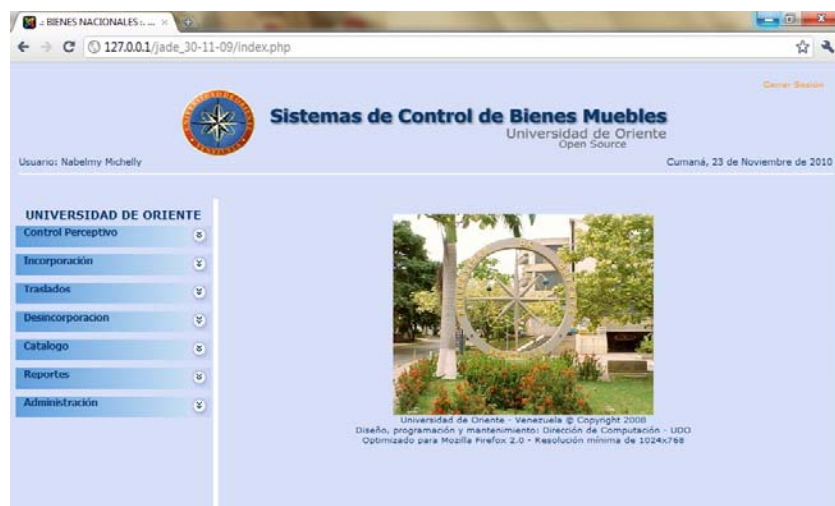 .: BIENES NACIONALES :. ...
127.0.0.1/jade_30-11-09/index.php
Cerrar Sesión
Sistemas de Control de Bienes Muebles
Universidad de Oriente
Open Source
Usuario: Nabelmy Michelly
Cumaná, 23 de Noviembre de 2010
UNIVERSIDAD DE ORIENTE
Control Perceptivo
Incorporación
Traslados
Desincorporacion
Catalogo
Reportes
Administración
Universidad de Oriente - Venezuela @ Copyright 2008
Diseño, programación y mantenimiento: Dirección de Computación - UDO
Optimizado para Mozilla Firefox 2.0 - Resolución mínima de 1024x768